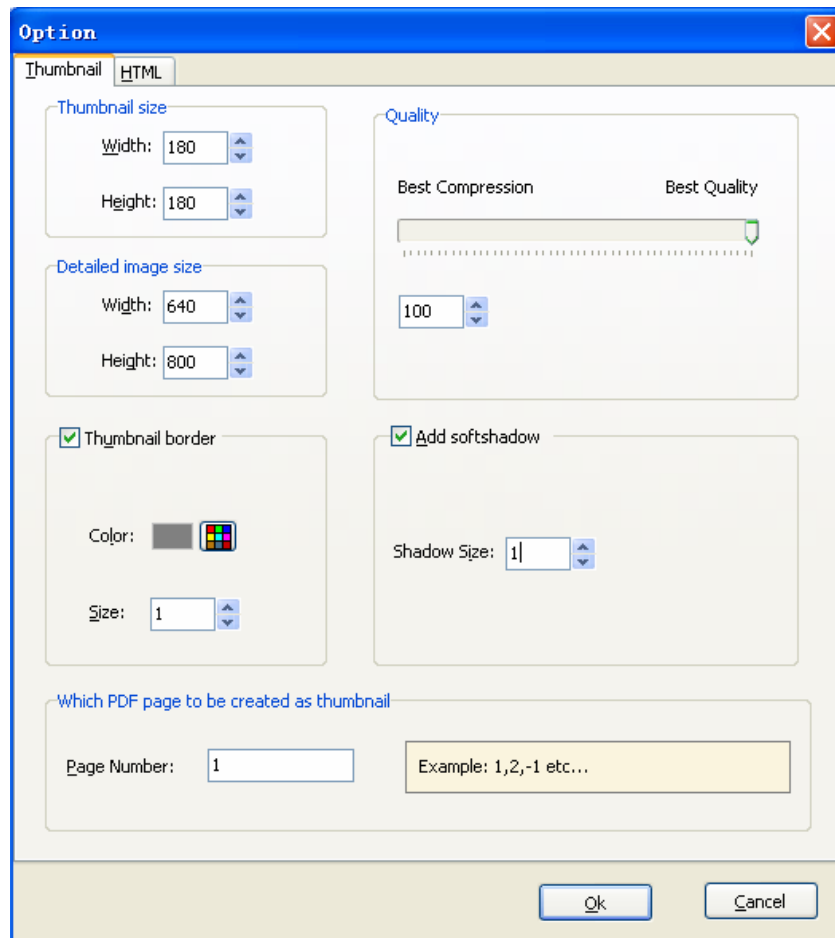 Option
Thumbnail HTML
Thumbnail size
Width: 180
Height: 180
Detailed image size
Width: 640
Height: 800
Quality
Best Compression Best Quality
100
Thumbnail border
Color:
Size: 1
Add softshadow
Shadow Size: 1
Which PDF page to be created as thumbnail
Page Number: 1
Example: 1,2,-1 etc...
Ok Cancel